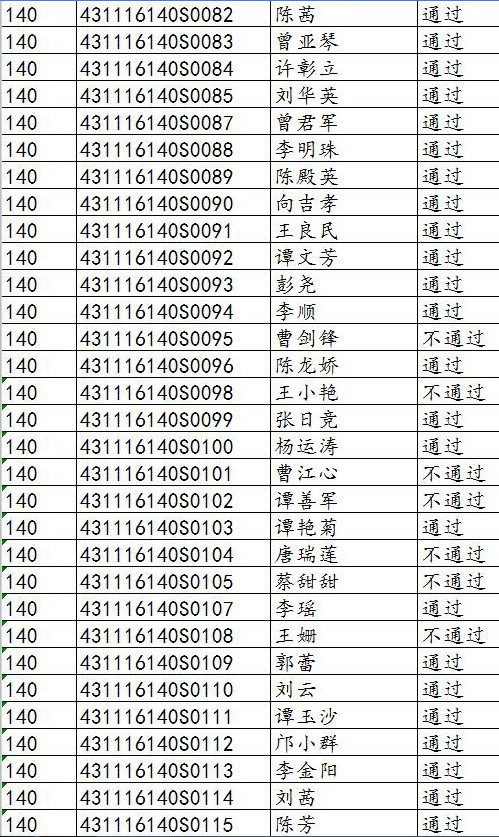 140 431116140S0082 陈茜 通过
140 431116140S0083 曾亚琴 通过
140 431116140S0084 许彰立 通过
140 431116140S0085 刘华英 通过
140 431116140S0087 曾君军 通过
140 431116140S0088 李明珠 通过
140 431116140S0089 陈殿英 通过
140 431116140S0090 向吉孝 通过
140 431116140S0091 王良民 通过
140 431116140S0092 谭文芳 通过
140 431116140S0093 彭尧 通过
140 431116140S0094 李顺 通过
140 431116140S0095 曹剑锋 不通过
140 431116140S0096 陈龙娇 通过
140 431116140S0098 王小艳 不通过
140 431116140S0099 张日竞 通过
140 431116140S0100 杨运涛 通过
140 431116140S0101 曹江心 不通过
140 431116140S0102 谭善军 不通过
140 431116140S0103 谭艳菊 通过
140 431116140S0104 唐瑞莲 不通过
140 431116140S0105 蔡甜甜 不通过
140 431116140S0107 李瑶 通过
140 431116140S0108 王姗 不通过
140 431116140S0109 郭蕾 通过
140 431116140S0110 刘云 通过
140 431116140S0111 谭玉沙 通过
140 431116140S0112 邝小群 通过
140 431116140S0113 李金阳 通过
140 431116140S0114 刘茜 通过
140 431116140S0115 陈芳 通过